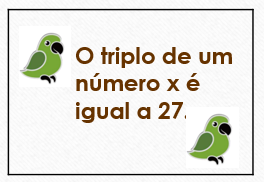 O triplo de um
número x é
igual a 27.